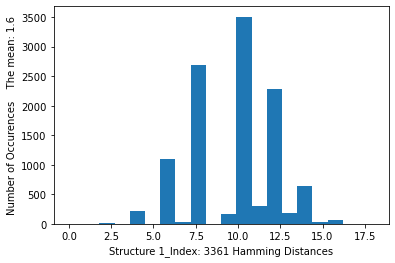 Number of Occurences    The mean: 1.6
3500
3000
2500
2000
1500
1000
500
0
0.0 2.5 5.0 7.5 10.0 12.5 15.0 17.5
Structure 1_Index: 3361 Hamming Distances